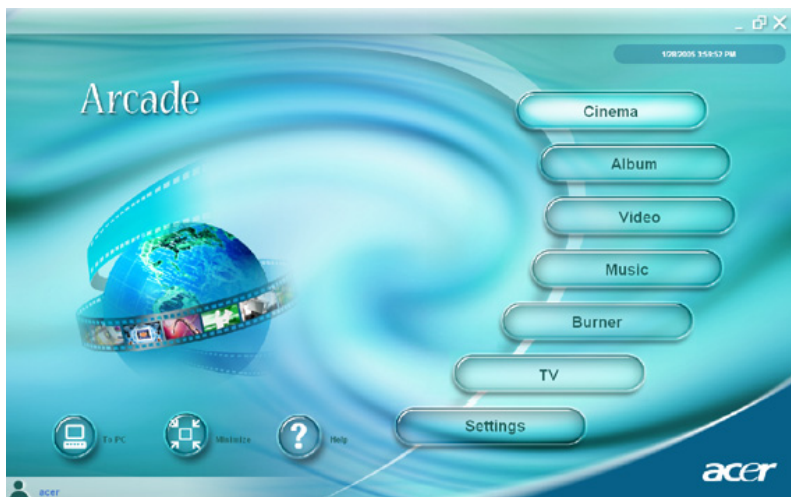 1/28/2005 3:58:52 PM
Arcade
Cinema
Album
Video
Music
Burner
TV
Settings
To PC
Minimize
Help
acer
acer